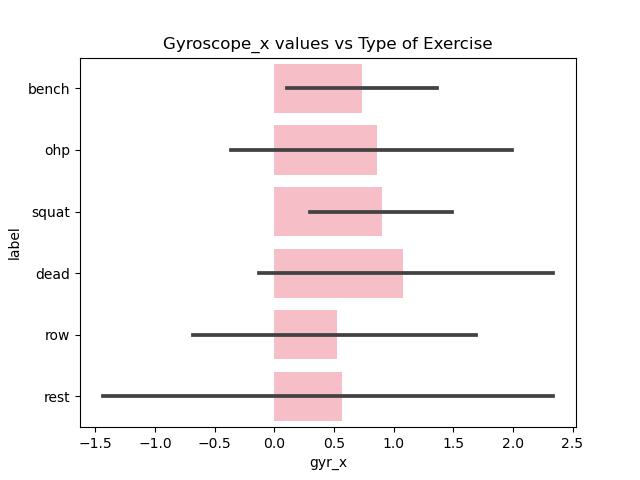 Gyroscope_x values vs Type of Exercise
bench
ohp
squat
dead
row
rest
label
−1.5 −1.0 −0.5 0.0 0.5 1.0 1.5 2.0 2.5
gyr_x